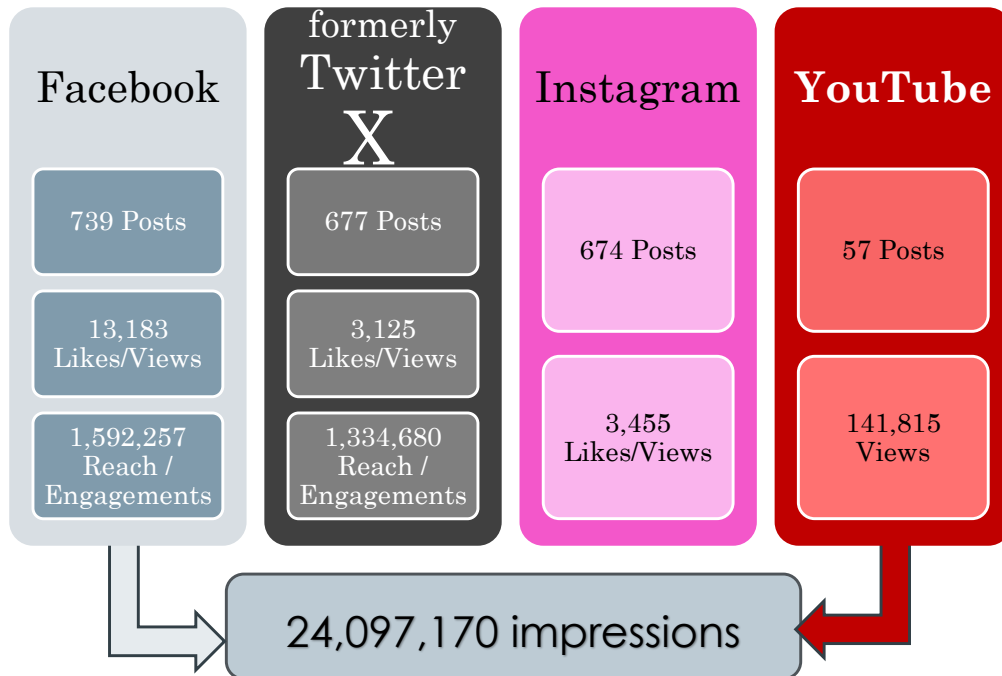 Facebook
739 Posts
13,183
Likes/Views
1,592,257
Reach /
Engagements
formerly
Twitter
X
677 Posts
3,125
Likes/Views
1,334,680
Reach /
Engagements
Instagram
674 Posts
3,455
Likes/Views
YouTube
57 Posts
141,815
Views
24,097,170 impressions